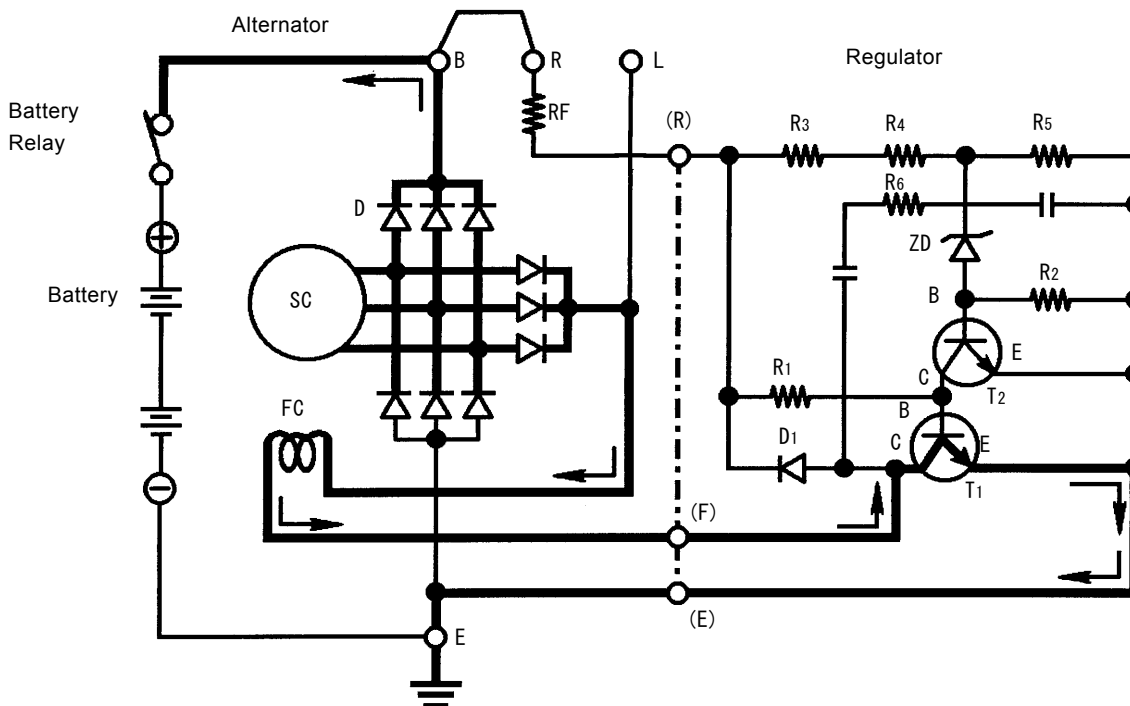 Alternator
Regulator
B
R
L
Battery
Relay
RF
(R)
R3
R4
R5
R6
D
ZD
SC
Battery
B
R2
E
C
T2
R1
B
FC
D1
C
E
T1
(F)
(E)
E